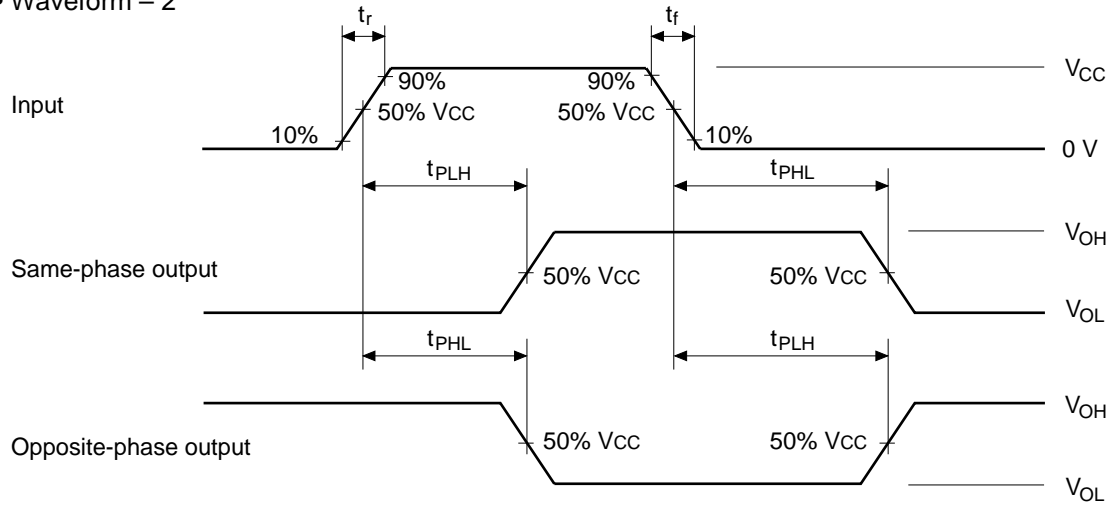 • Waveform – 2
tr
tf
90%
90%
VCC
Input
50% VCC
50% VCC
10%
10%
0 V
tPLH
tPHL
VOH
Same-phase output
50% VCC
50% VCC
VOL
tPHL
tPLH
VOH
Opposite-phase output
50% VCC
50% VCC
VOL